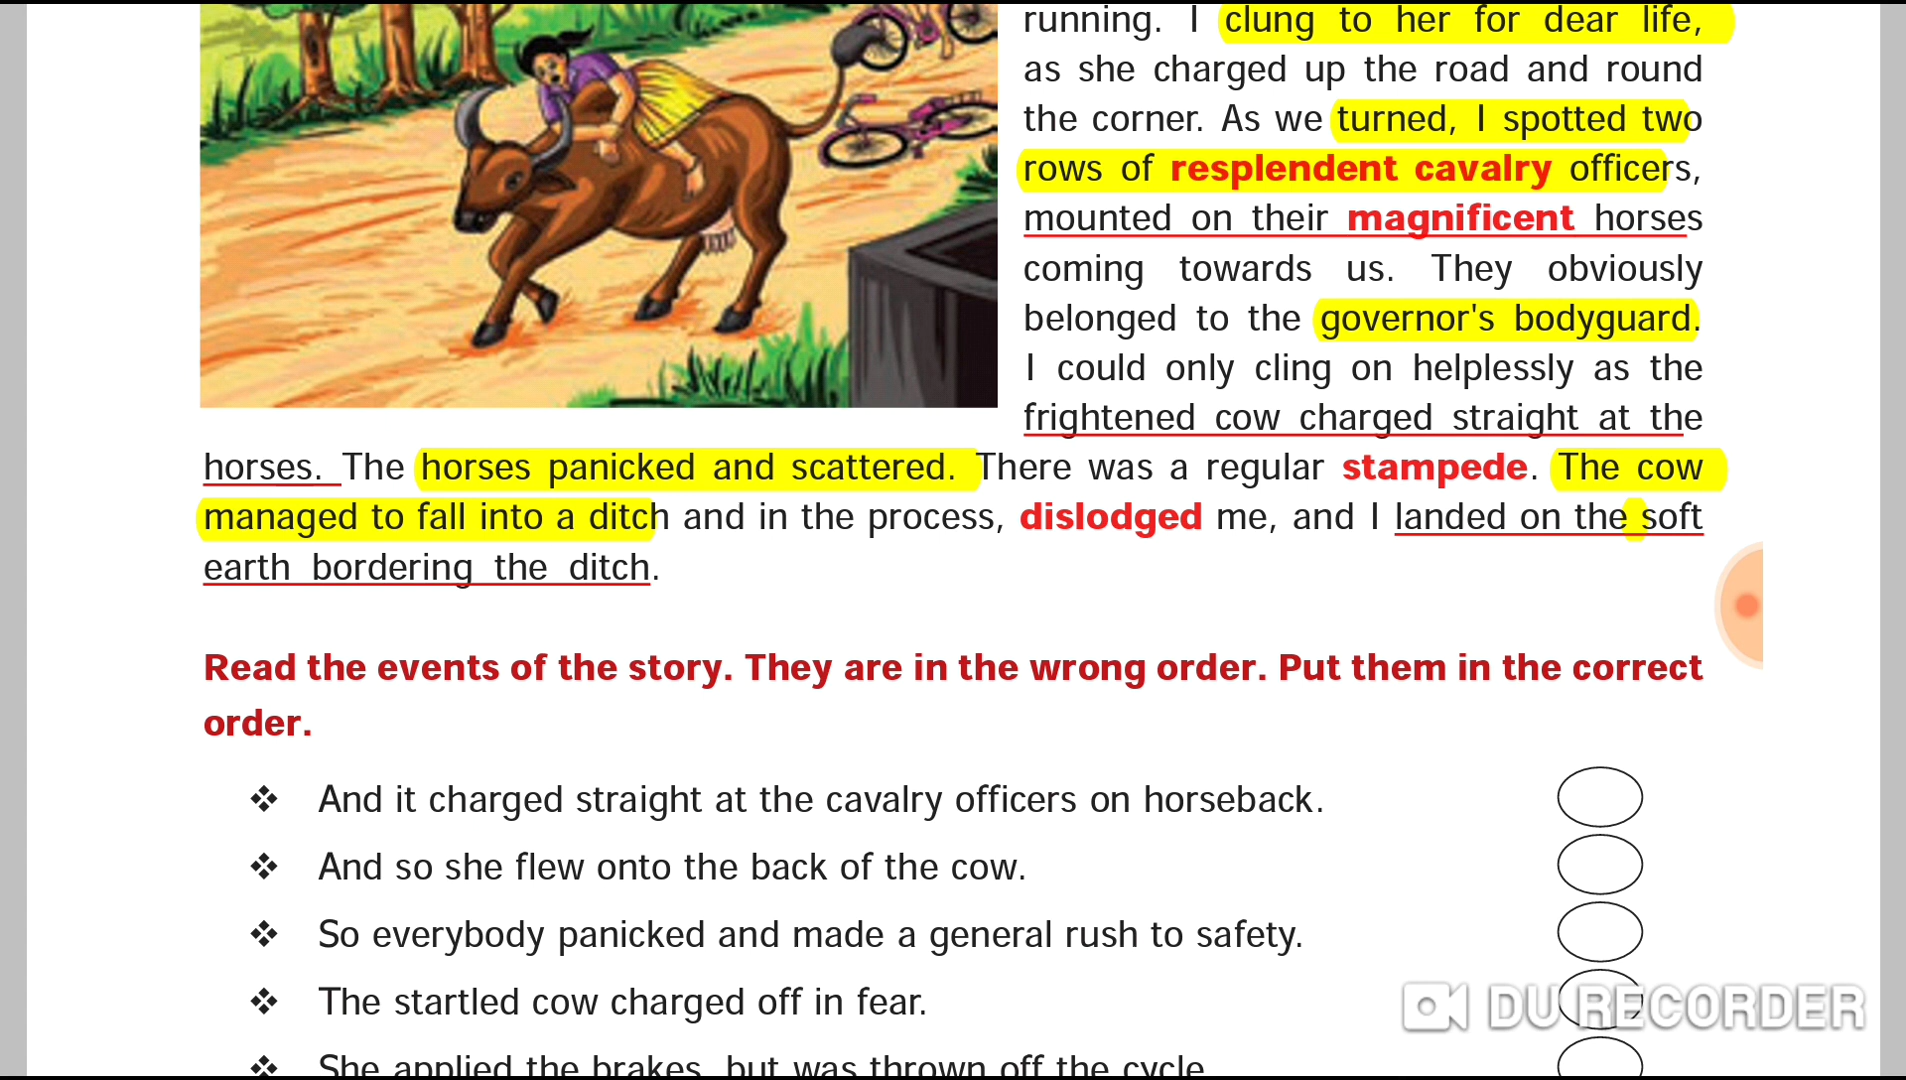 running. I clung to her for dear life,
as she charged up the road and round
the corner. As we turned, I spotted two
rows of resplendent cavalry officers,
mounted on their magnificent horses
coming towards us. They obviously
belonged to the governor's bodyguard.
I could only cling on helplessly as the
frightened cow charged straight at the
horses. The horses panicked and scattered. There was a regular stampede. The cow
managed to fall into a ditch and in the process, dislodged me, and I landed on the soft
earth bordering the ditch.
Read the events of the story. They are in the wrong order. Put them in the correct
order.
❖ And it charged straight at the cavalry officers on horseback.
❖ And so she flew onto the back of the cow.
❖ So everybody panicked and made a general rush to safety.
❖ The startled cow charged off in fear.
DU RECORDER
❖ She applied the brakes, but was thrown off the cycle